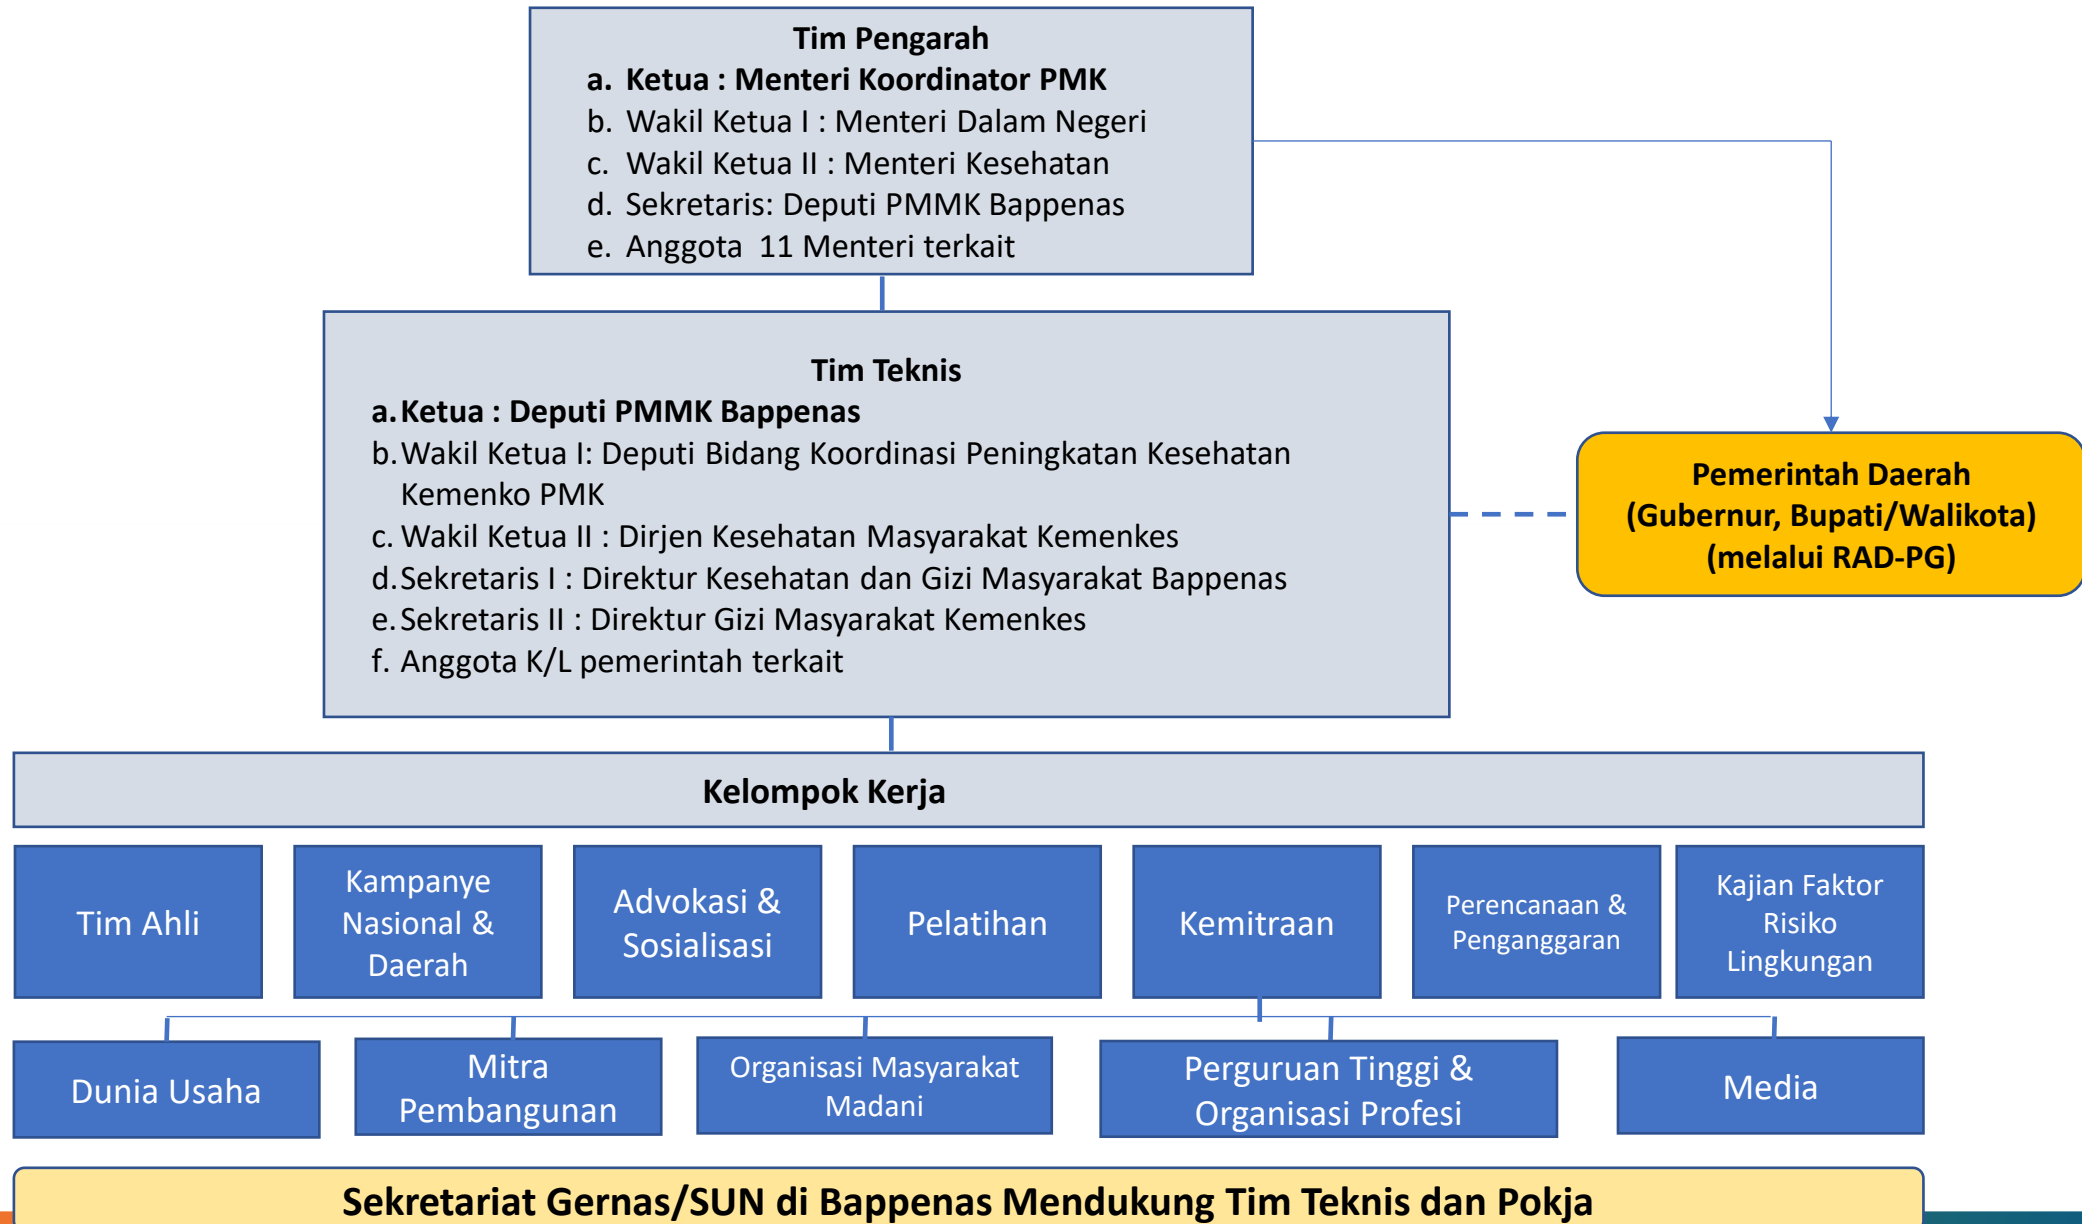 Tim Pengarah
a. Ketua : Menteri Koordinator PMK
b. Wakil Ketua I : Menteri Dalam Negeri
c. Wakil Ketua II : Menteri Kesehatan
d. Sekretaris: Deputi PMMK Bappenas
e. Anggota 11 Menteri terkait
Tim Teknis
a. Ketua : Deputi PMMK Bappenas
b. Wakil Ketua I: Deputi Bidang Koordinasi Peningkatan Kesehatan
Kemenko PMK
c. Wakil Ketua II : Dirjen Kesehatan Masyarakat Kemenkes
d. Sekretaris I : Direktur Kesehatan dan Gizi Masyarakat Bappenas
e. Sekretaris II : Direktur Gizi Masyarakat Kemenkes
f. Anggota K/L pemerintah terkait
Pemerintah Daerah
(Gubernur, Bupati/Walikota)
(melalui RAD-PG)
Kelompok Kerja
Tim Ahli
Kampanye
Nasional &
Daerah
Advokasi &
Sosialisasi
Pelatihan
Kemitraan
Perencanaan &
Penganggaran
Kajian Faktor
Risiko
Lingkungan
Dunia Usaha
Mitra
Pembangunan
Organisasi Masyarakat
Madani
Perguruan Tinggi &
Organisasi Profesi
Media
Sekretariat Gernas/SUN di Bappenas Mendukung Tim Teknis dan Pokja